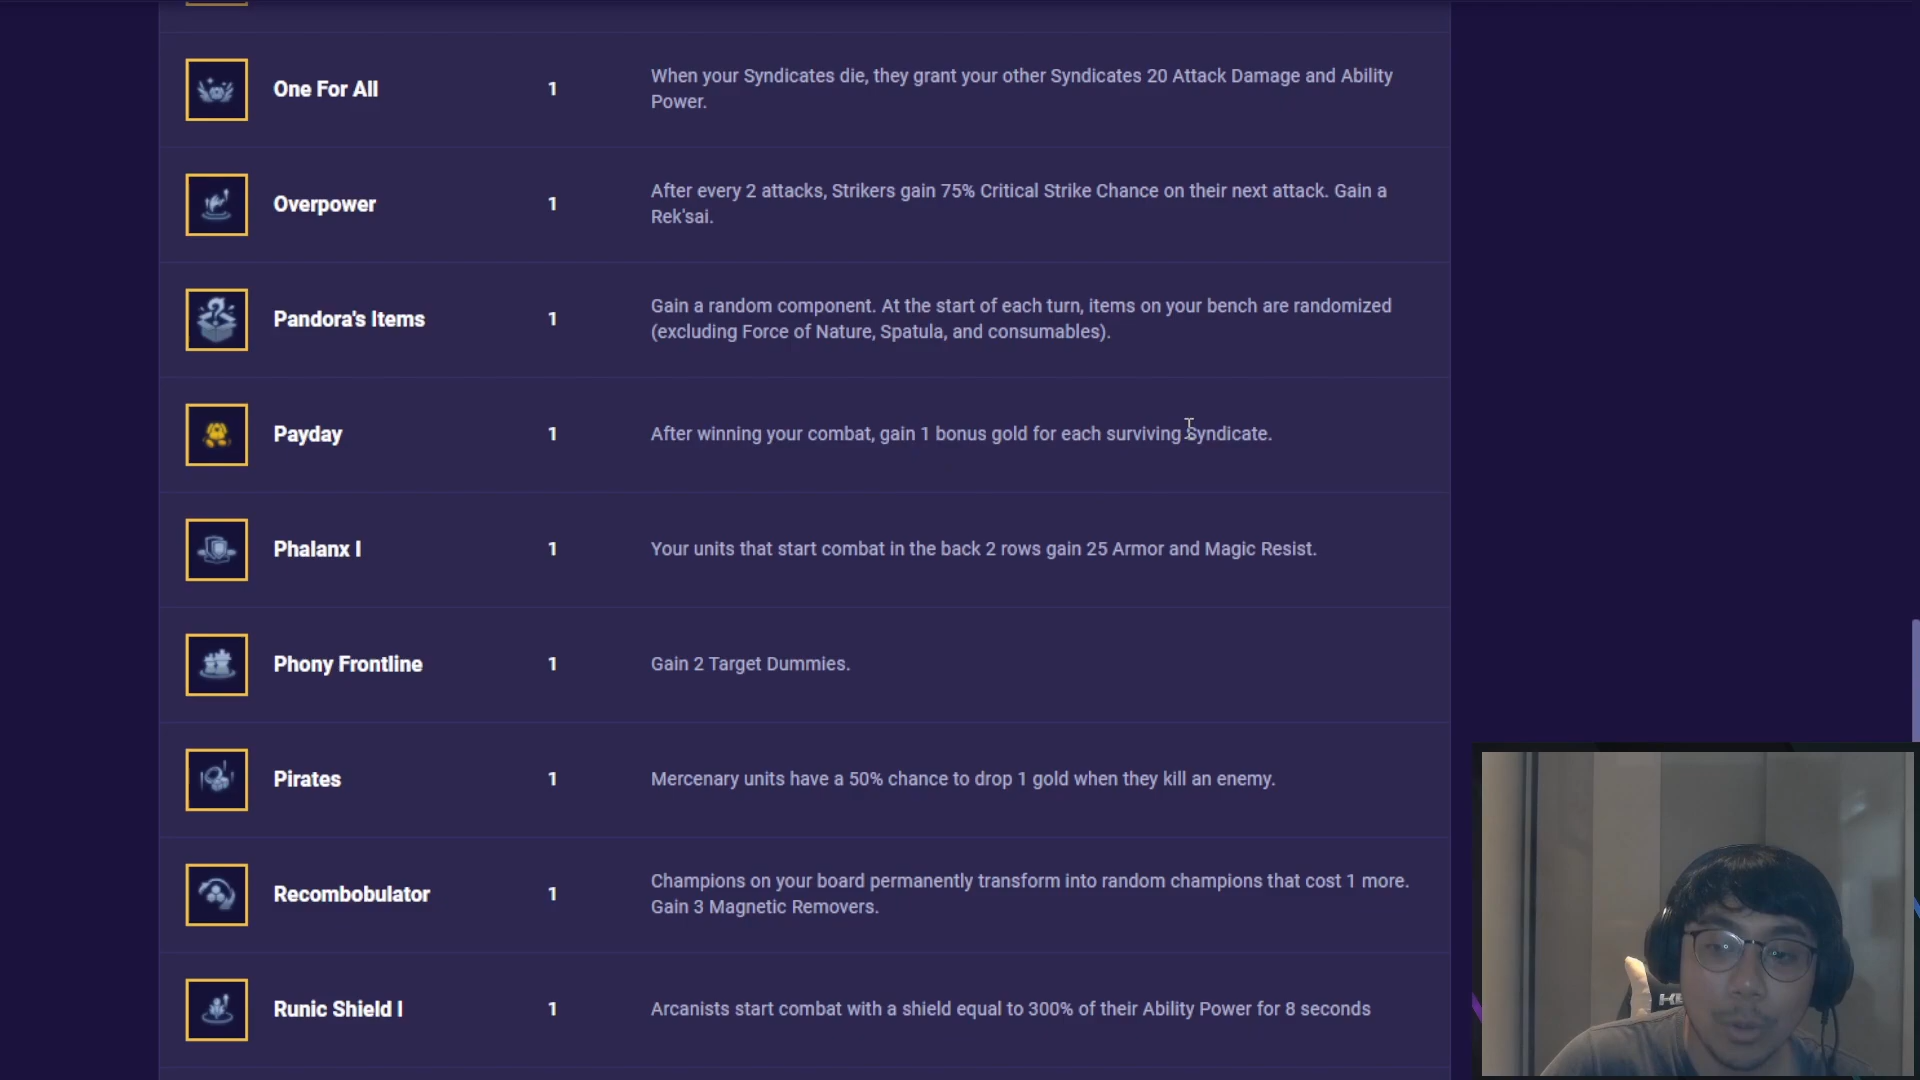 One For All
1
When your Syndicates die, they grant your other Syndicates 20 Attack Damage and Ability
Power.
Overpower
1
After every 2 attacks, Strikers gain 75% Critical Strike Chance on their next attack. Gain a
Rek'sai.
Pandora's Items
1
Gain a random component. At the start of each turn, items on your bench are randomized
(excluding Force of Nature, Spatula, and consumables).
Payday
1
After winning your combat, gain 1 bonus gold for each surviving Syndicate.
Phalanx I
1
Your units that start combat in the back 2 rows gain 25 Armor and Magic Resist.
Phony Frontline
1
Gain 2 Target Dummies.
Pirates
1
Mercenary units have a 50% chance to drop 1 gold when they kill an enemy.
Recombobulator
1
Champions on your board permanently transform into random champions that cost 1 more.
Gain 3 Magnetic Removers.
Runic Shield I
1
Arcanists start combat with a shield equal to 300% of their Ability Power for 8 seconds